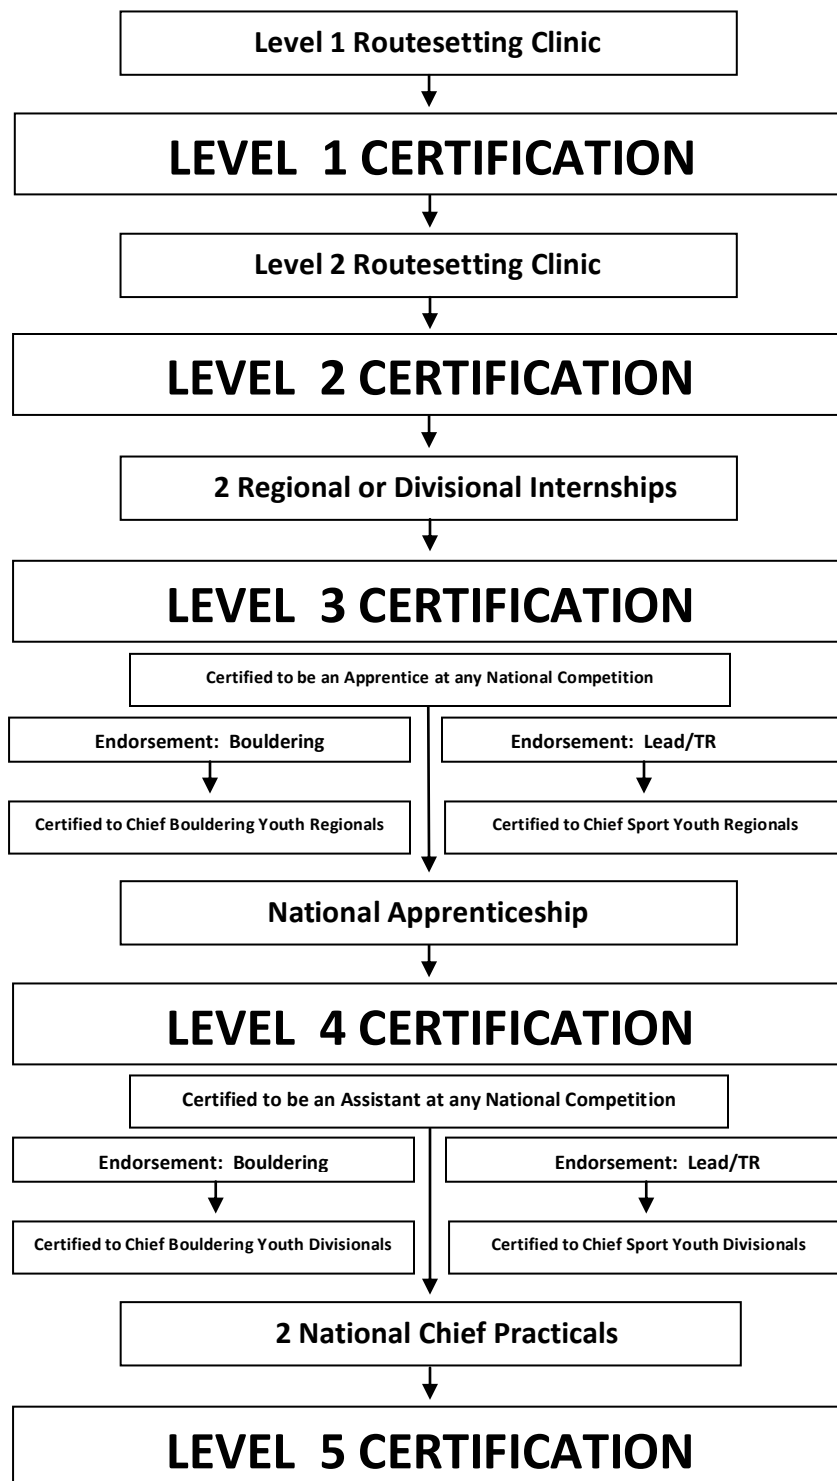 Level 1 Routesetting Clinic
LEVEL 1 CERTIFICATION
Level 2 Routesetting Clinic
LEVEL 2 CERTIFICATION
2 Regional or Divisional Internships
LEVEL 3 CERTIFICATION
Certified to be an Apprentice at any National Competition
Endorsement: Bouldering
Endorsement: Lead/TR
Certified to Chief Bouldering Youth Regionals
Certified to Chief Sport Youth Regionals
National Apprenticeship
LEVEL 4 CERTIFICATION
Certified to be an Assistant at any National Competition
Endorsement: Bouldering
Endorsement: Lead/TR
Certified to Chief Bouldering Youth Divisionals
Certified to Chief Sport Youth Divisionals
2 National Chief Practicals
LEVEL 5 CERTIFICATION